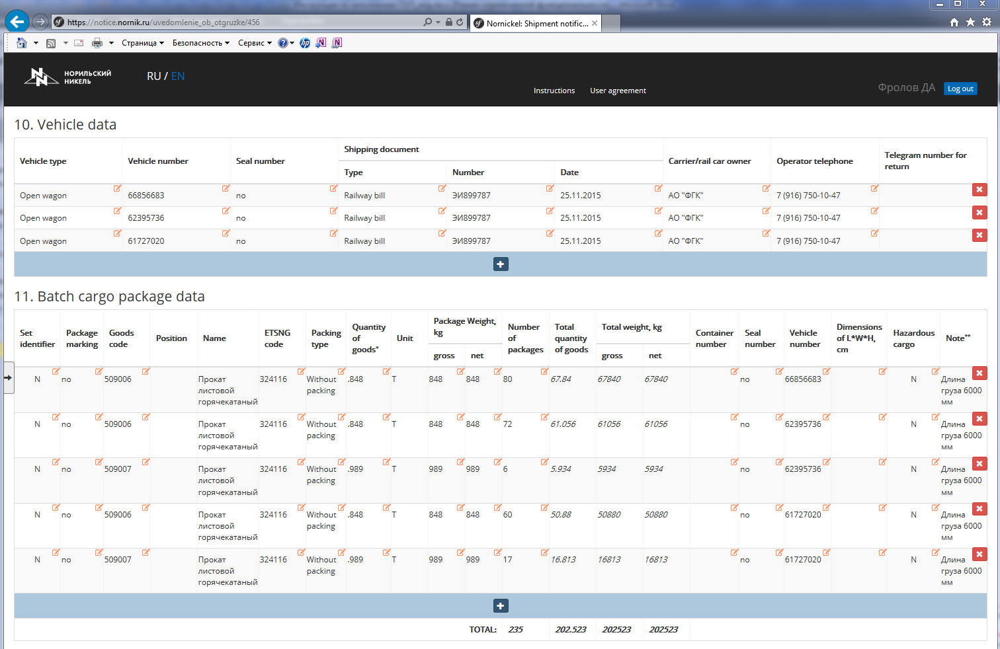 https://notice.nornik.ru/uvedomlenie_ob_otgruzke/456
Nornickel: Shipment notific...
Страница Безопасность Сервис
НОРИЛЬСКИЙ
НИКЕЛЬ
RU / EN
Instructions User agreement
Фролов ДА Log out
10. Vehicle data
Vehicle type Vehicle number Seal number Shipping document Carrier/rail car owner Operator telephone Telegram number for return
Type Number Date
Open wagon 66856683 no Railway bill ЭИ899787 25.11.2015 АО "ФГК" 7 (916) 750-10-47
Open wagon 62395736 no Railway bill ЭИ899787 25.11.2015 АО "ФГК" 7 (916) 750-10-47
Open wagon 61727020 no Railway bill ЭИ899787 25.11.2015 АО "ФГК" 7 (916) 750-10-47
11. Batch cargo package data
Set identifier Package marking Goods code Position Name ETSNG code Packing type Quantity of goods* Unit Package Weight, kg Number of packages Total quantity of goods Total weight, kg Container number Seal number Vehicle number Dimensions of L*W*H, cm Hazardous cargo Note**
gross net gross net
N no 509006 Прокат листовой горячекатаный 324116 Without packing .848 Т 848 848 80 67.84 67840 67840 no 66856683 N Длина груза 6000 мм
N no 509006 Прокат листовой горячекатаный 324116 Without packing .848 Т 848 848 72 61.056 61056 61056 no 62395736 N Длина груза 6000 мм
N no 509007 Прокат листовой горячекатаный 324116 Without packing .989 Т 989 989 6 5.934 5934 5934 no 62395736 N Длина груза 6000 мм
N no 509006 Прокат листовой горячекатаный 324116 Without packing .848 Т 848 848 60 50.88 50880 50880 no 61727020 N Длина груза 6000 мм
N no 509007 Прокат листовой горячекатаный 324116 Without packing .989 Т 989 989 17 16.813 16813 16813 no 61727020 N Длина груза 6000 мм
TOTAL: 235 202.523 202523 202523